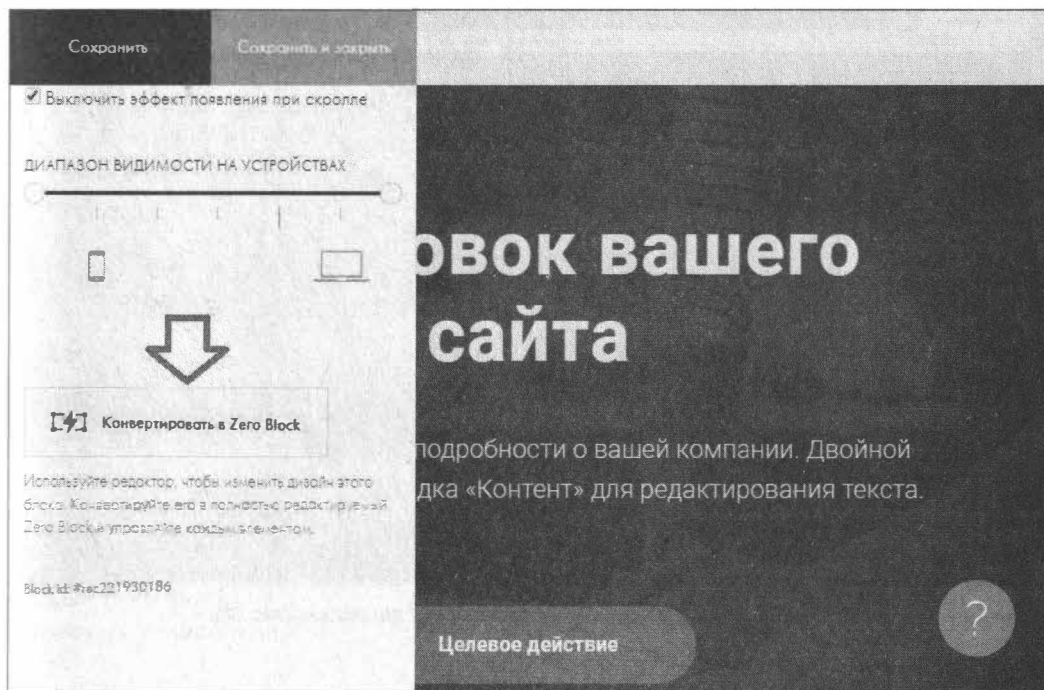 Сохранить
Сохранить и закрыть
Выключить эффект появления при скролле
ДИАПАЗОН ВИДИМОСТИ НА УСТРОЙСТВАХ
Конвертировать в Zero Block
Используйте редактор, чтобы изменить дизайн этого
блока. Конвертируйте его в полностью редактируемый
Zero Block и управляйте каждым элементом.
Block id: #rec221930186
овок вашего
сайта
подробности о вашей компании. Двойной
дка «Контент» для редактирования текста.
Целевое действие
?